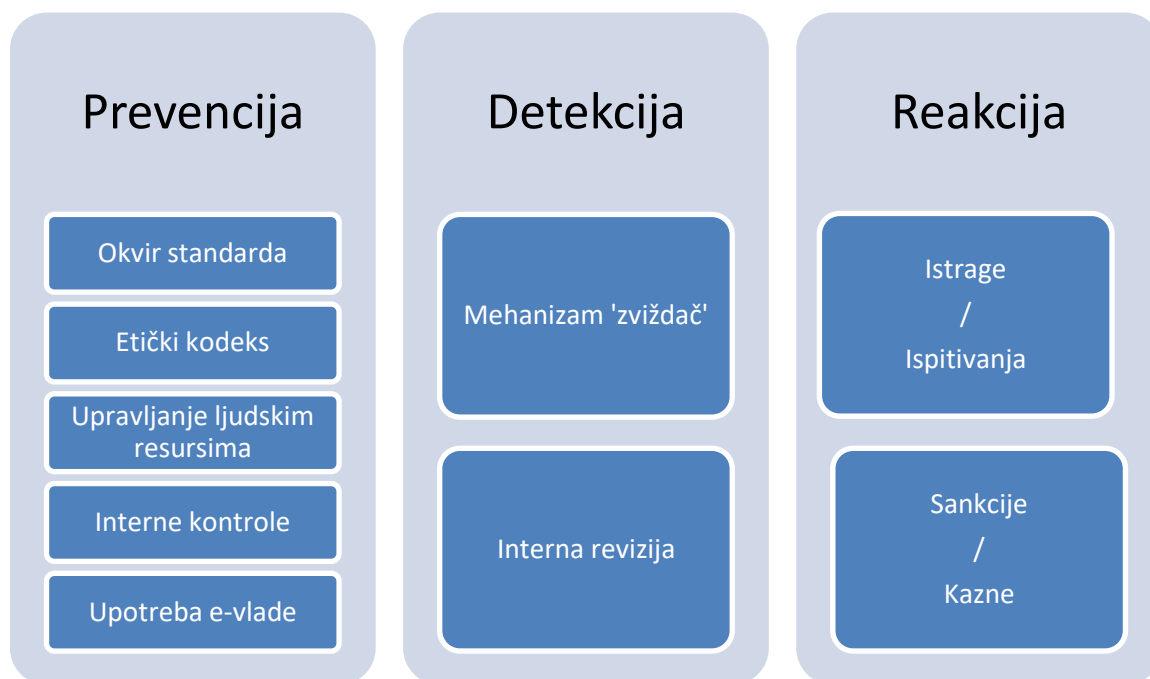 Prevencija
Okvir standarda
Etički kodeks
Upravljanje ljudskim
resursima
Interne kontrole
Upotreba e-vlade
Detekcija
Mehanizam 'zviždač'
Interna revizija
Reakcija
Istrage
/
Ispitivanja
Sankcije
/
Kazne